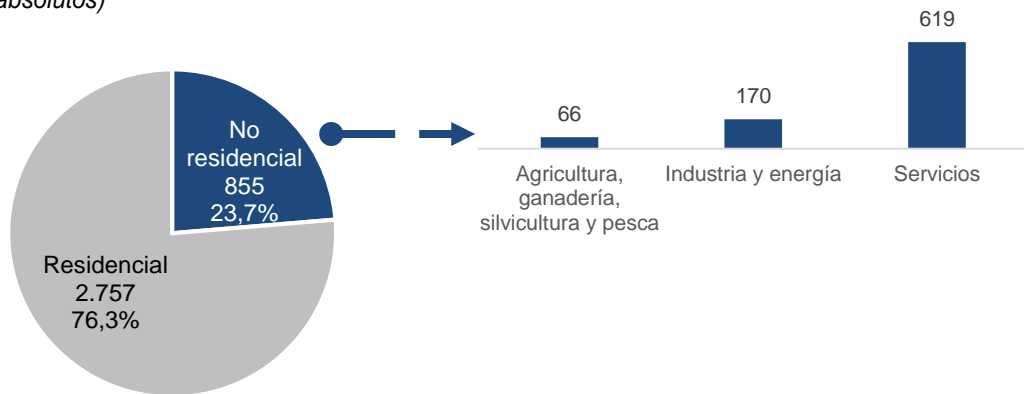 absolutos)
No
residencial
855
23,7%
Residencial
2.757
76,3%
66
170
619
Agricultura,
ganadería,
silvicultura y pesca
Industria y energía
Servicios